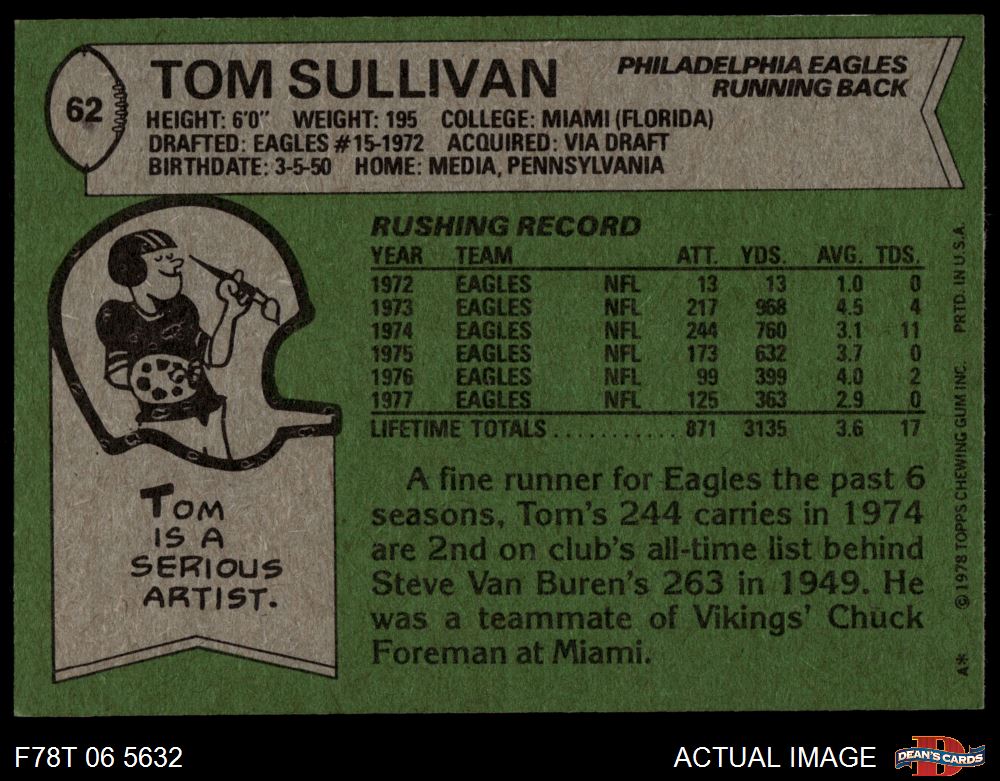 62
TOM SULLIVAN
PHILADELPHIA EAGLES
RUNNING BACK
HEIGHT: 6'0" WEIGHT: 195 COLLEGE: MIAMI (FLORIDA)
DRAFTED: EAGLES #15-1972 ACQUIRED: VIA DRAFT
BIRTHDATE: 3-5-50 HOME: MEDIA, PENNSYLVANIA
RUSHING RECORD
YEAR TEAM ATT. YDS. AVG. TDS.
1972 EAGLES NFL 13 13 1.0 0
1973 EAGLES NFL 217 968 4.5 4
1974 EAGLES NFL 244 760 3.1 11
1975 EAGLES NFL 173 632 3.7 0
1976 EAGLES NFL 99 399 4.0 2
1977 EAGLES NFL 125 363 2.9 0
LIFETIME TOTALS........... 871 3135 3.6 17
A fine runner for Eagles the past 6
seasons, Tom's 244 carries in 1974
are 2nd on club's all-time list behind
Steve Van Buren's 263 in 1949. He
was a teammate of Vikings' Chuck
Foreman at Miami.
TOM
IS A
SERIOUS
ARTIST.
A* © 1978 TOPPS CHEWING GUM INC. PRTD. IN U.S.A.
F78T 06 5632
ACTUAL IMAGE
D
DEAN'S CARDS